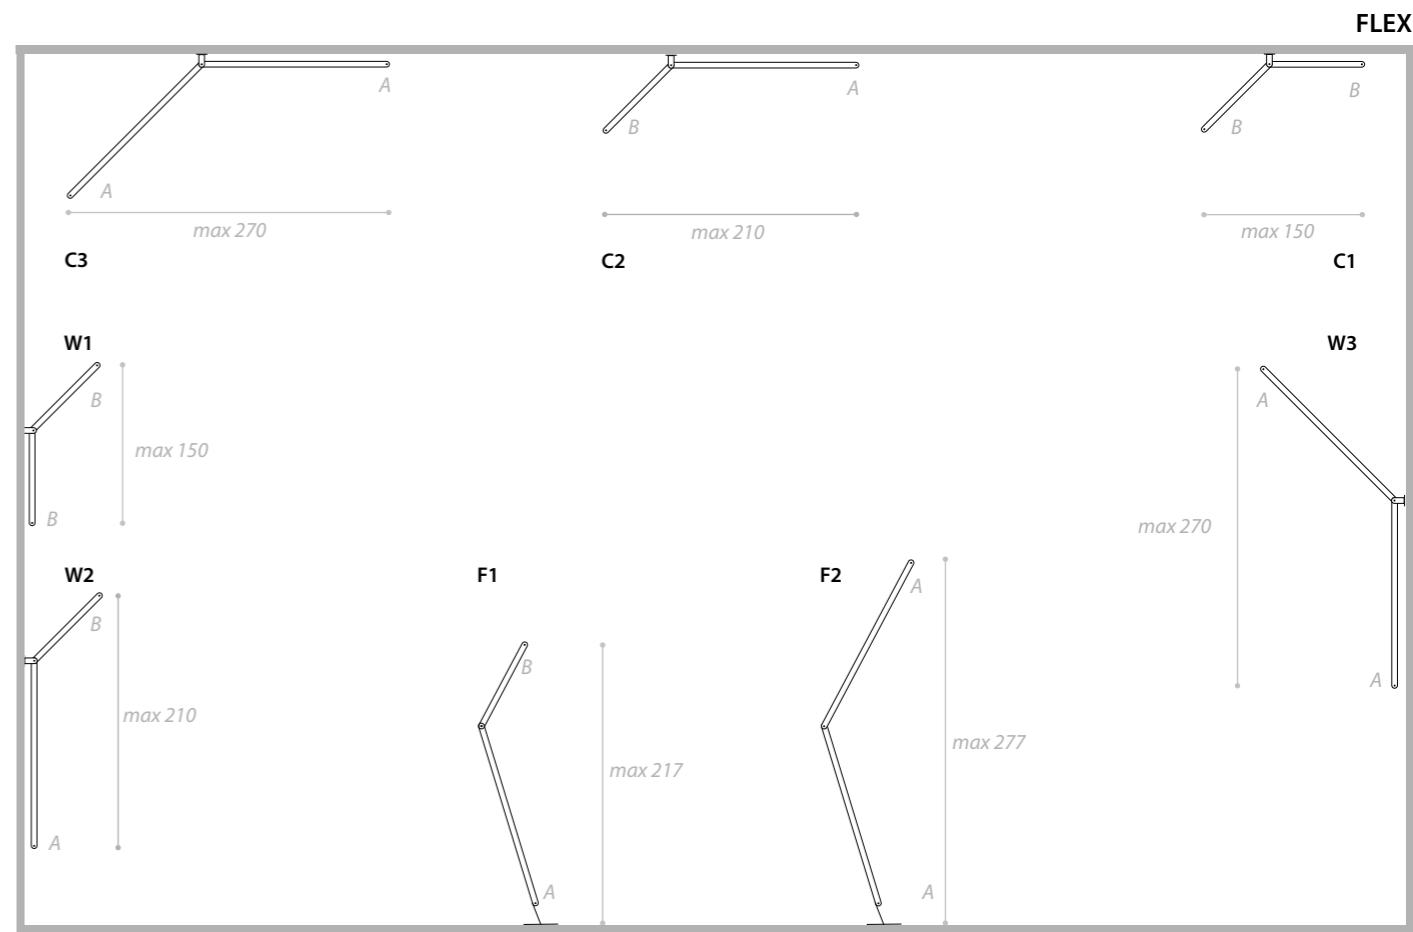 FLEX
A
A
max 270
C3
A
B
max 210
C2
B
B
max 150
C1
W1
B
max 150
B
W3
A
max 270
A
W2
B
max 210
A
F1
B
max 217
A
F2
A
max 277
A